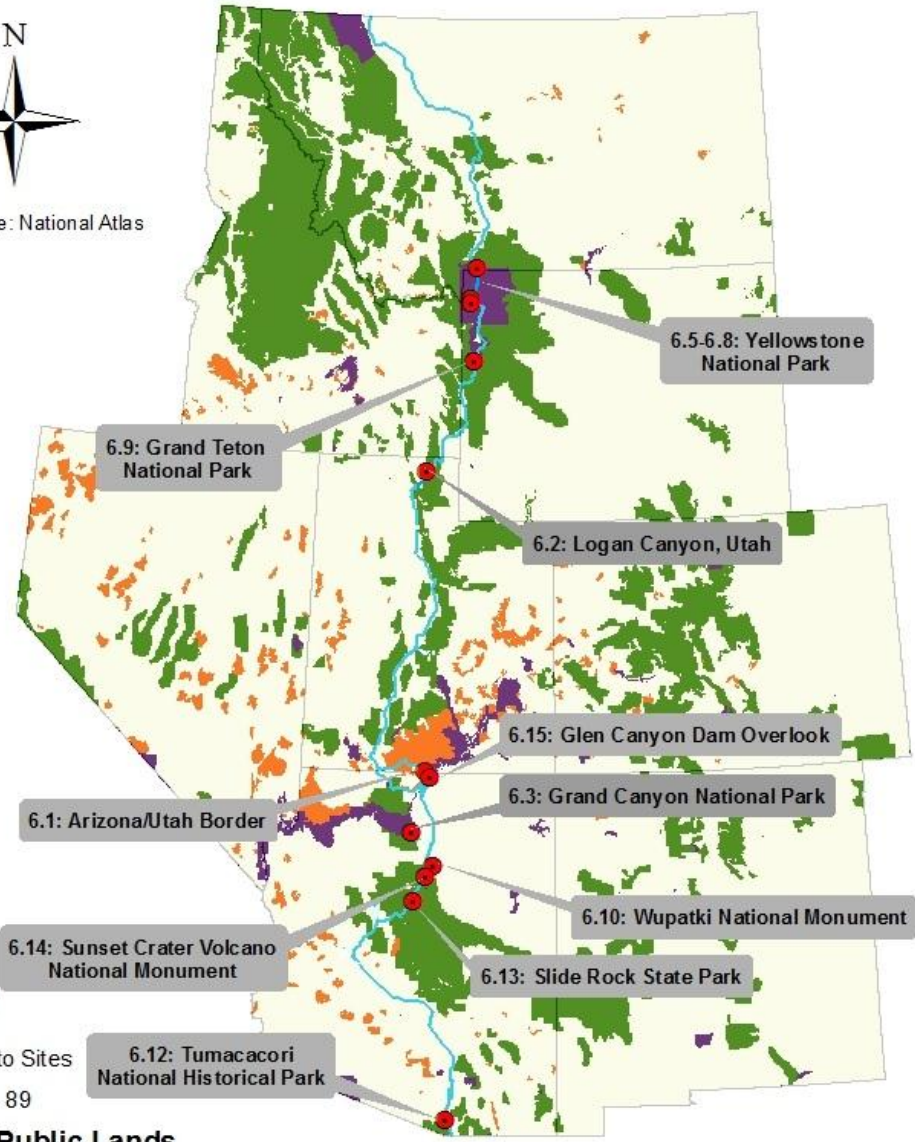 N
e: National Atlas
6.5-6.8: Yellowstone
National Park
6.9: Grand Teton
National Park
6.2: Logan Canyon, Utah
6.15: Glen Canyon Dam Overlook
6.3: Grand Canyon National Park
6.1: Arizona/Utah Border
6.10: Wupatki National Monument
6.14: Sunset Crater Volcano
National Monument
6.13: Slide Rock State Park
to Sites
6.12: Tumacacori
National Historical Park
89
Public Lands